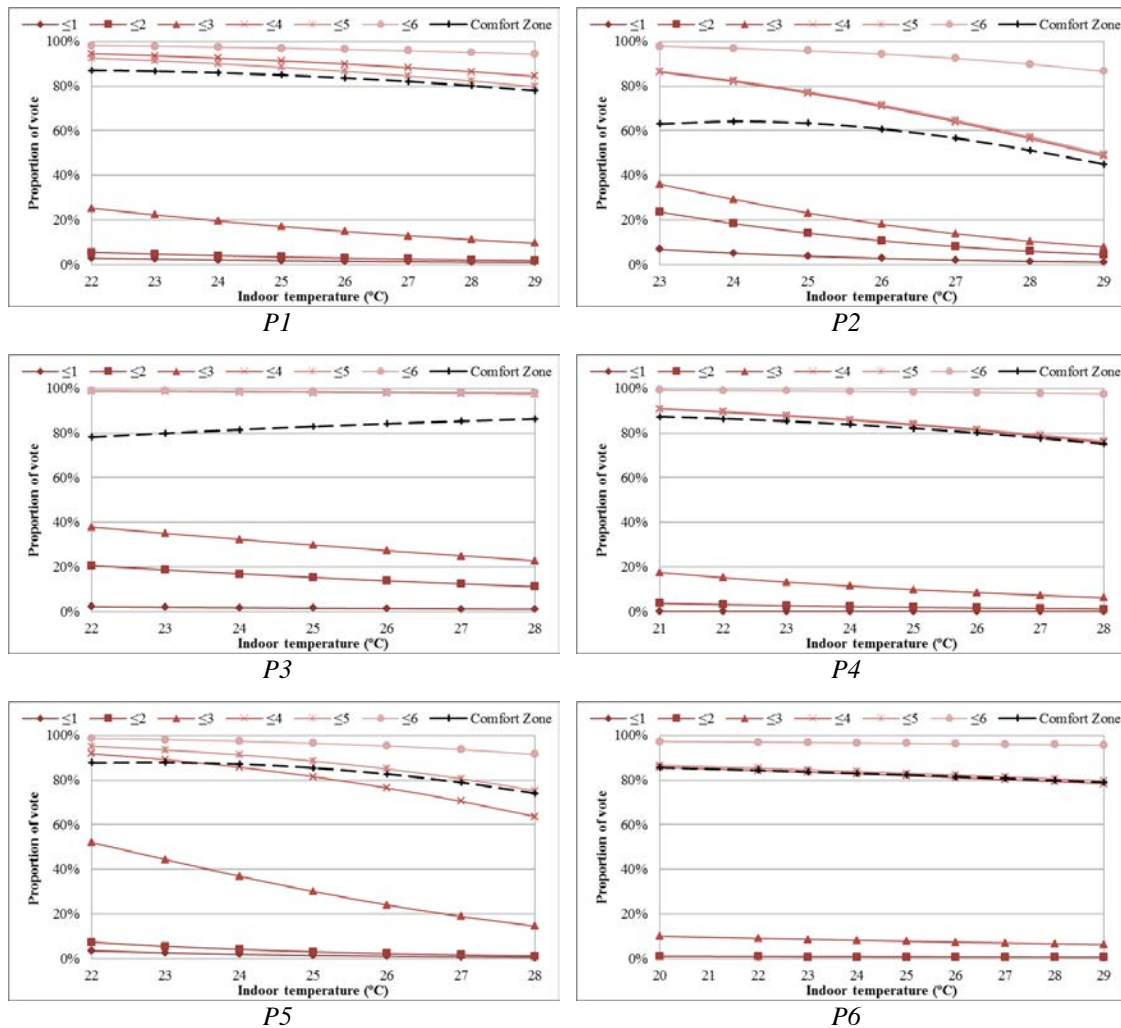 ≤1 ≤2 ≤3 ≤4 ≤5 ≤6 Comfort Zone
100%
80%
60%
40%
20%
0%
Proportion of vote
22 23 24 25 26 27 28 29
Indoor temperature (ºC)
P1
≤1 ≤2 ≤3 ≤4 ≤5 ≤6 Comfort Zone
100%
80%
60%
40%
20%
0%
Proportion of vote
23 24 25 26 27 28 29
Indoor temperature (ºC)
P2
≤1 ≤2 ≤3 ≤4 ≤5 ≤6 Comfort Zone
100%
80%
60%
40%
20%
0%
Proportion of vote
22 23 24 25 26 27 28
Indoor temperature (ºC)
P3
≤1 ≤2 ≤3 ≤4 ≤5 ≤6 Comfort Zone
100%
80%
60%
40%
20%
0%
Proportion of vote
21 22 23 24 25 26 27 28
Indoor temperature (ºC)
P4
≤1 ≤2 ≤3 ≤4 ≤5 ≤6 Comfort Zone
100%
80%
60%
40%
20%
0%
Proportion of vote
22 23 24 25 26 27 28
Indoor temperature (ºC)
P5
≤1 ≤2 ≤3 ≤4 ≤5 ≤6 Comfort Zone
100%
80%
60%
40%
20%
0%
Proportion of vote
20 21 22 23 24 25 26 27 28 29
Indoor temperature (ºC)
P6